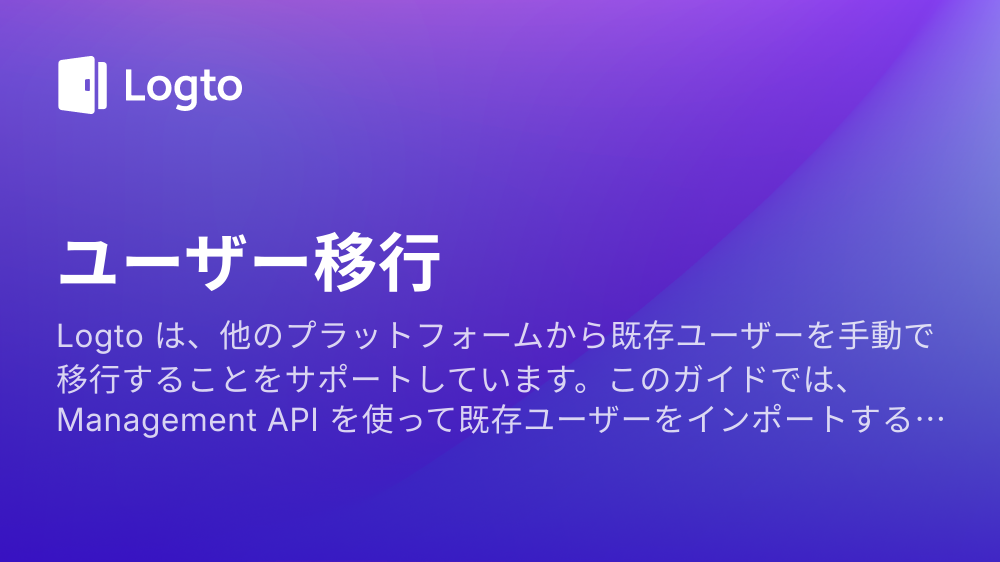 Logto
ユーザー移行
Logto は、他のプラットフォームから既存ユーザーを手動で
移行することをサポートしています。このガイドでは、
Management API を使って既存ユーザーをインポートする…